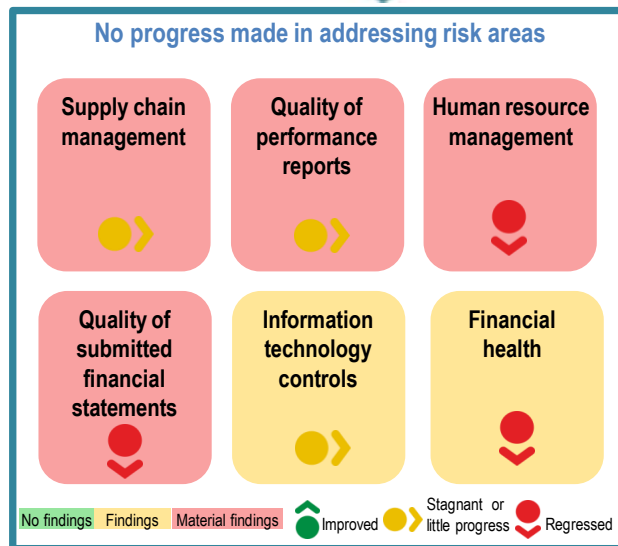 No progress made in addressing risk areas
Supply chain
management
Quality of
performance
reports
Human resource
management
Quality of
submitted
financial
statements
Information
technology
controls
Financial
health
No findings
Findings
Material findings
Improved
Stagnant or
little progress
Regressed